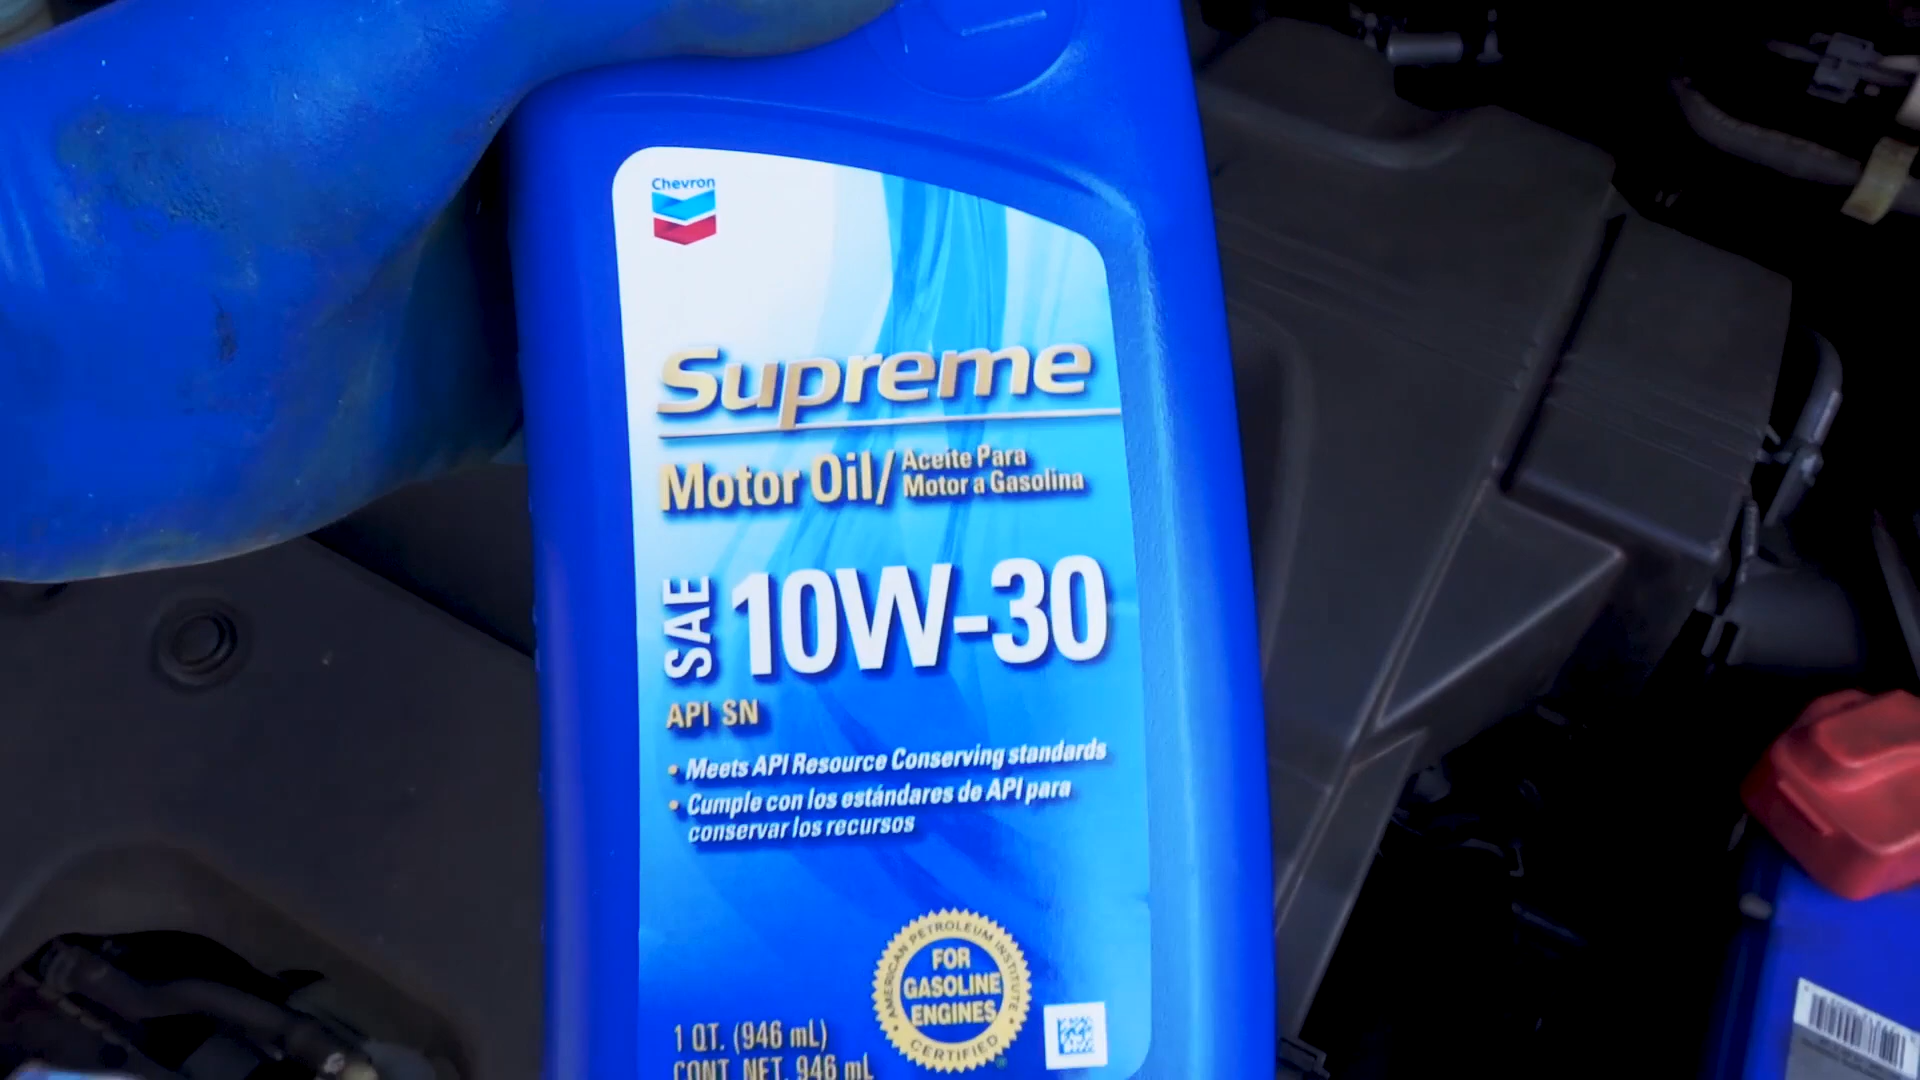 Chevron
Supreme
Motor Oil/ Aceite Para
Motor a Gasolina
SAE 10W-30
API SN
• Meets API Resource Conserving standards
• Cumple con los estándares de API para
conservar los recursos
AMERICAN PETROLEUM INSTITUTE
FOR
GASOLINE
ENGINES
CERTIFIED
1 QT. (946 mL)
CONT. NET. 946 mL